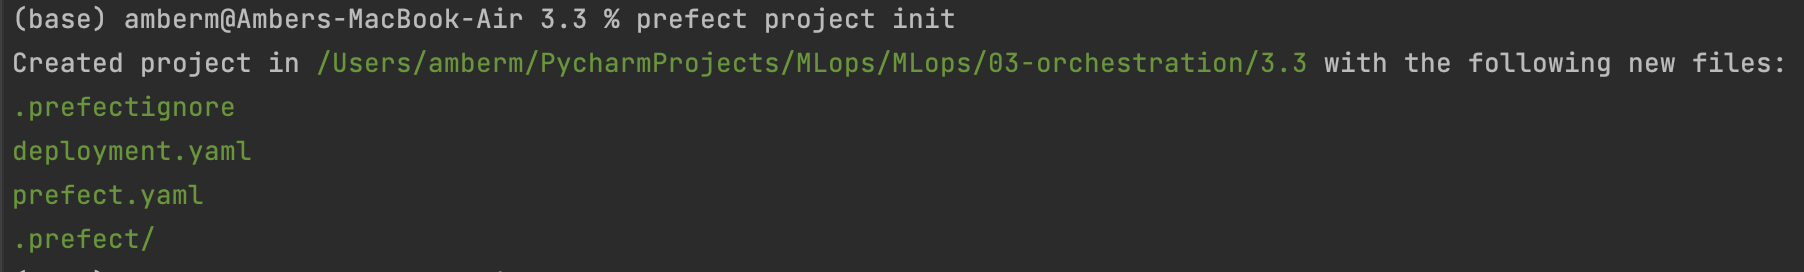 (base) amberm@Ambers-MacBook-Air 3.3 % prefect project init
Created project in /Users/amberm/PycharmProjects/MLops/MLops/03-orchestration/3.3 with the following new files:
.prefectignore
deployment.yaml
prefect.yaml
.prefect/